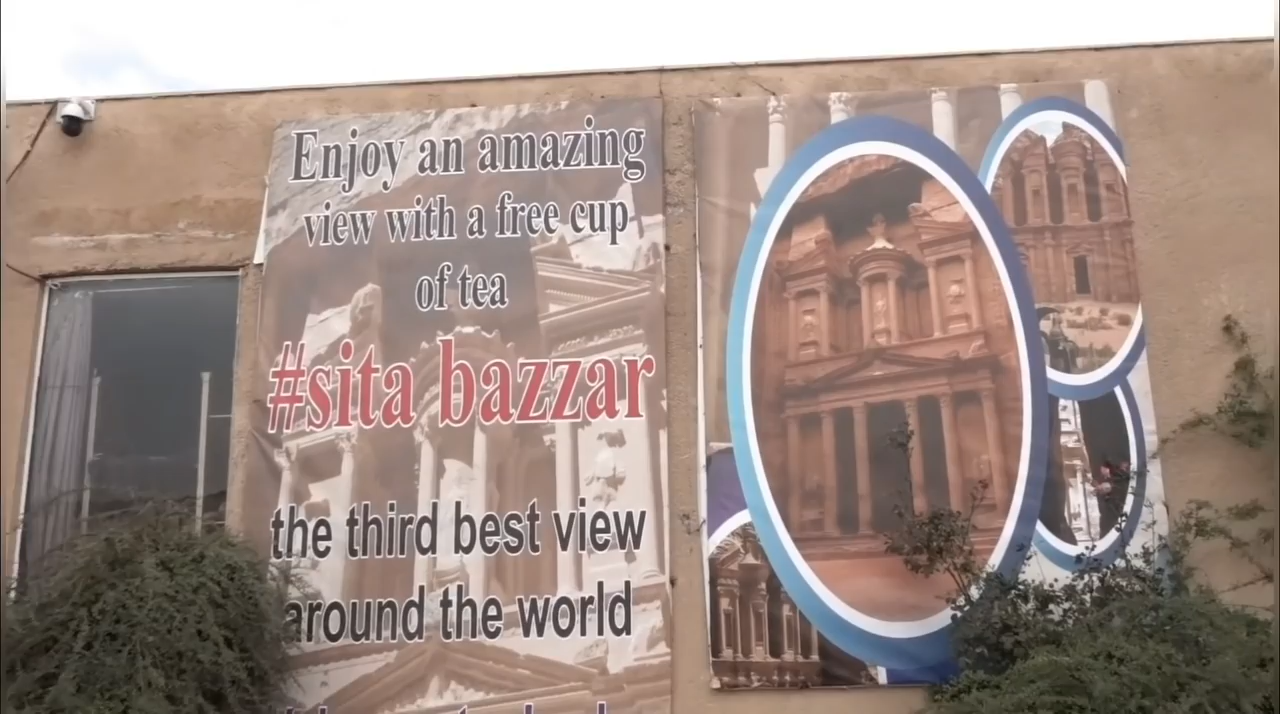 Enjoy an amazing
view with a free cup
of tea
#sita bazzar
the third best view
around the world